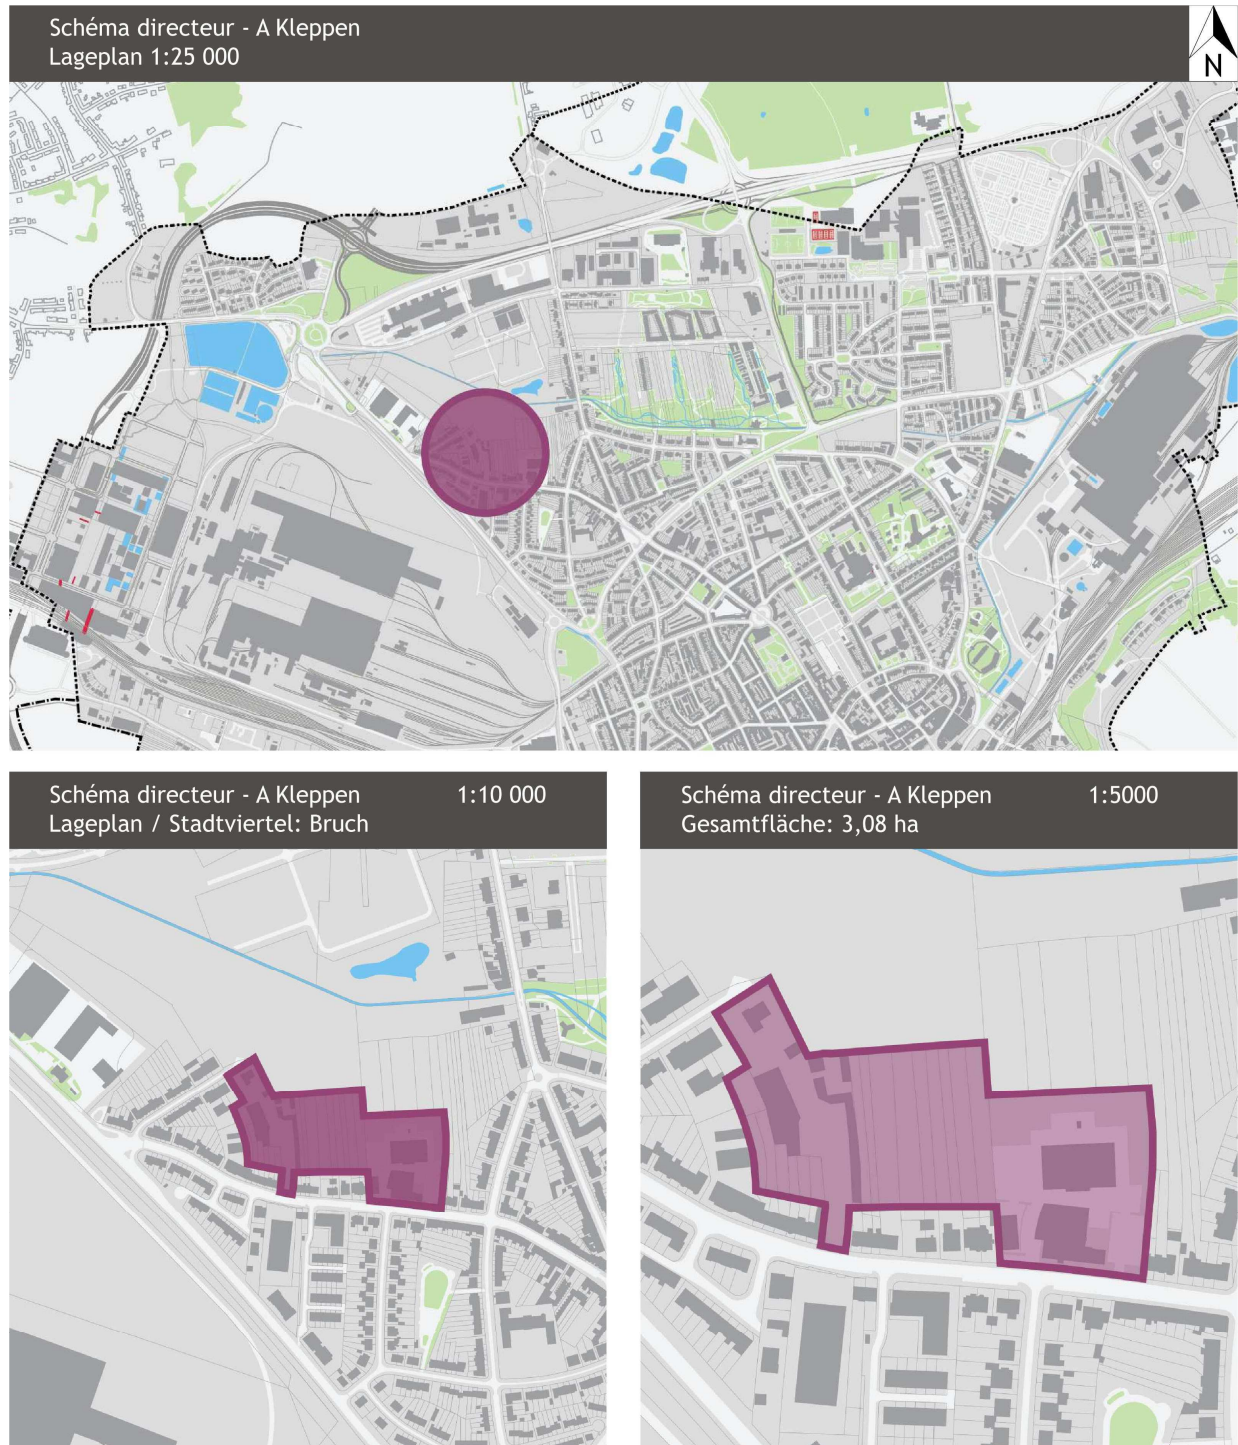 Schéma directeur - A Kleppen
Lageplan 1:25 000
N
Schéma directeur - A Kleppen 1:10 000
Lageplan / Stadtviertel: Bruch
Schéma directeur - A Kleppen 1:5000
Gesamtfläche: 3,08 ha